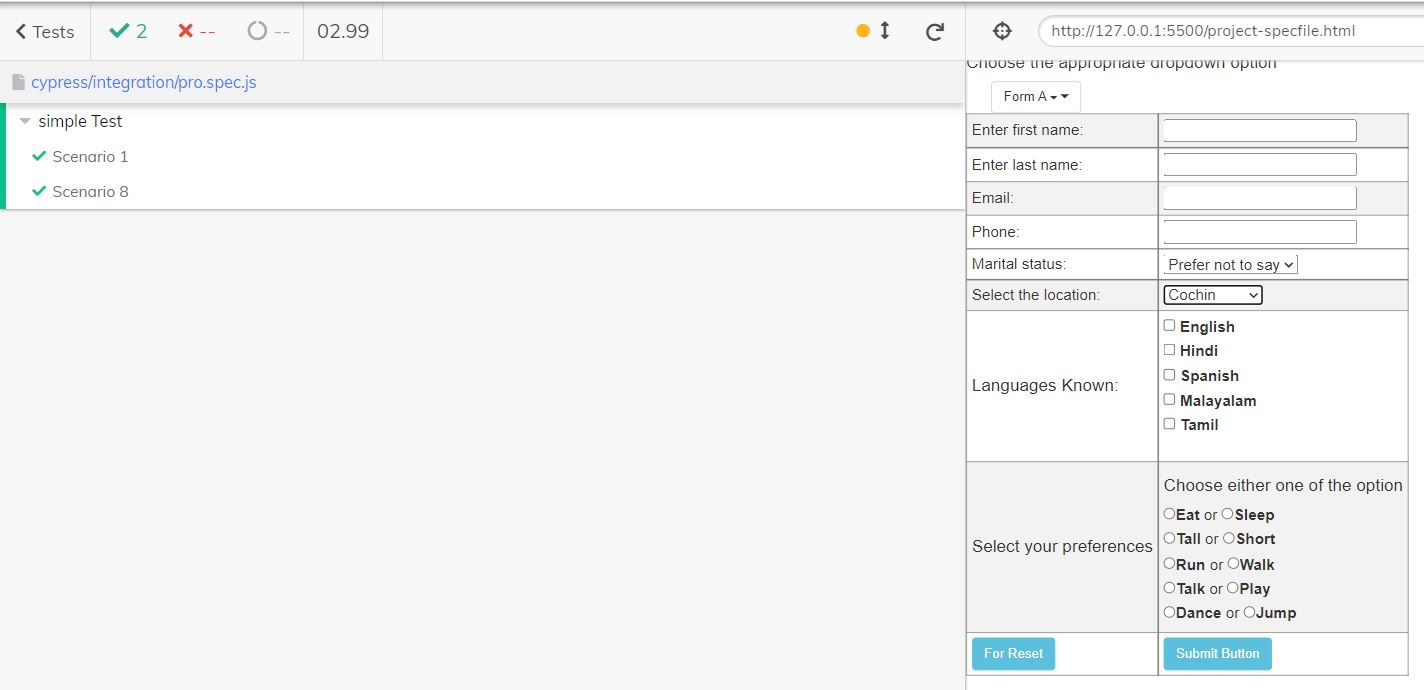 Tests 2 -- -- 02.99
http://127.0.0.1:5500/project-specfile.html
cypress/integration/pro.spec.js
simple Test
Scenario 1
Scenario 8
Choose the appropriate dropdown option
Form A
Enter first name:
Enter last name:
Email:
Phone:
Marital status: Prefer not to say
Select the location: Cochin
Languages Known:
English
Hindi
Spanish
Malayalam
Tamil
Select your preferences
Choose either one of the option
Eat or Sleep
Tall or Short
Run or Walk
Talk or Play
Dance or Jump
For Reset Submit Button